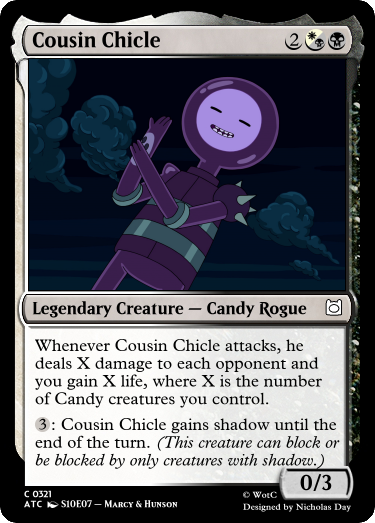 Cousin Chicle 2
Legendary Creature — Candy Rogue
Whenever Cousin Chicle attacks, he
deals X damage to each opponent and
you gain X life, where X is the number
of Candy creatures you control.
3: Cousin Chicle gains shadow until the
end of the turn. (This creature can block or
be blocked by only creatures with shadow.)
0/3
C 0321 © WotC
ATC S10E07 – Marcy & Hunson Designed by Nicholas Day